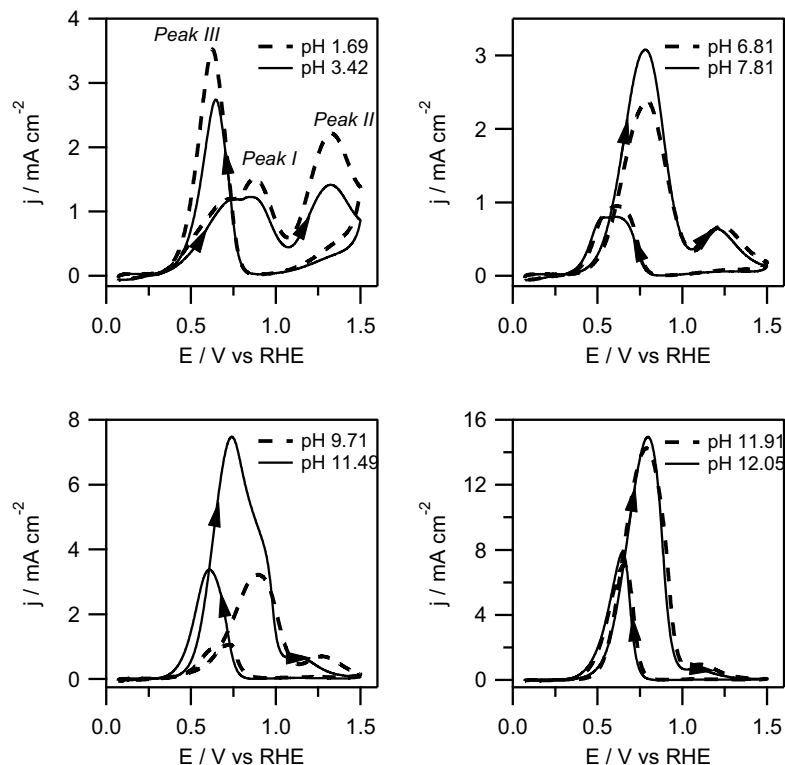 4
3
2
1
0
j / mA cm-2
Peak III
Peak I
Peak II
pH 1.69
pH 3.42
0.0 0.5 1.0 1.5
E / V vs RHE
3
2
1
0
j / mA cm-2
pH 6.81
pH 7.81
0.0 0.5 1.0 1.5
E / V vs RHE
8
6
4
2
0
j / mA cm-2
pH 9.71
pH 11.49
0.0 0.5 1.0 1.5
E / V vs RHE
16
12
8
4
0
j / mA cm-2
pH 11.91
pH 12.05
0.0 0.5 1.0 1.5
E / V vs RHE